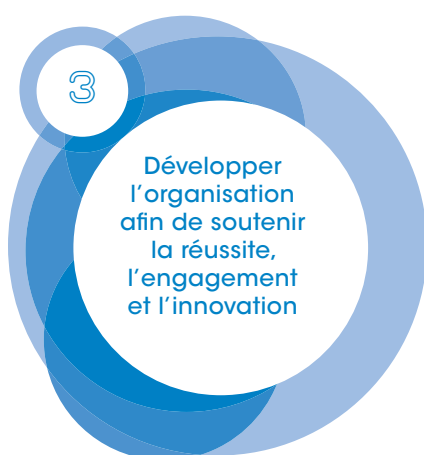 3
Développer
l’organisation
afin de soutenir
la réussite,
l’engagement
et l’innovation